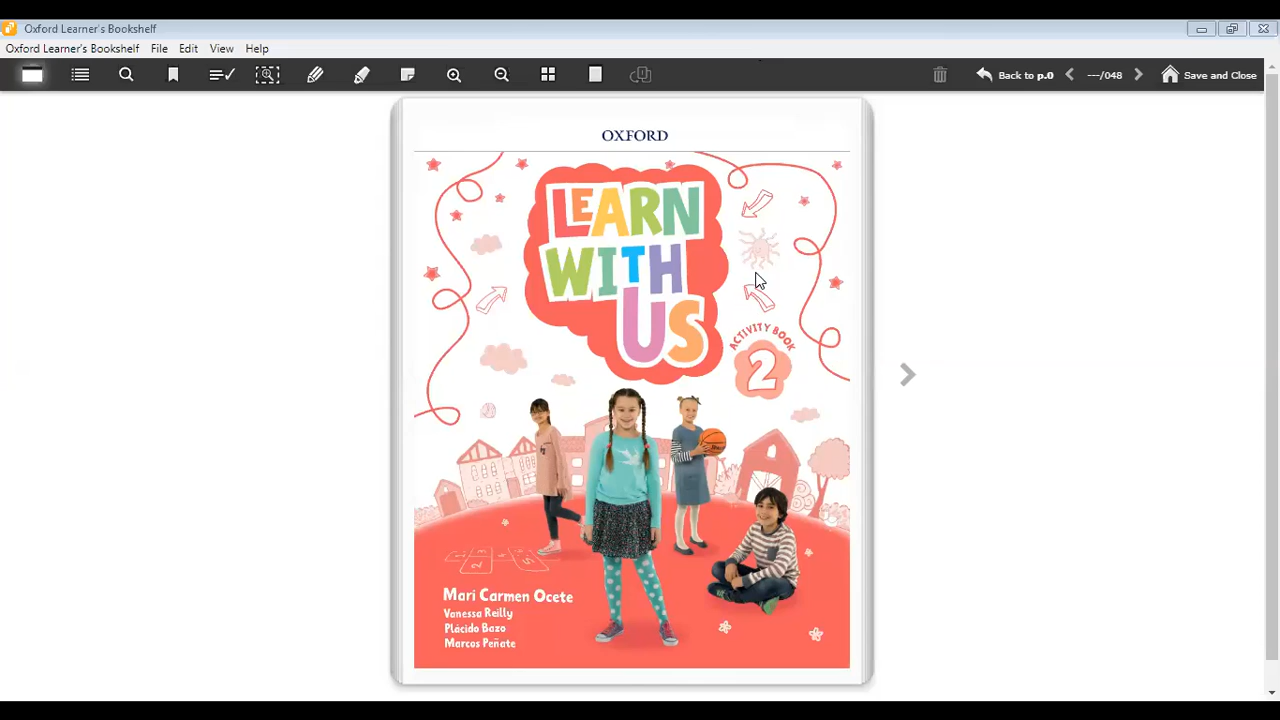 Oxford Learner's Bookshelf
Oxford Learner's Bookshelf File Edit View Help
Back to p.0 ---/048 Save and Close
OXFORD
LEARN
WITH
US
ACTIVITY BOOK
2
Mari Carmen Ocete
Vanessa Reilly
Plácido Bazo
Marcos Peñate